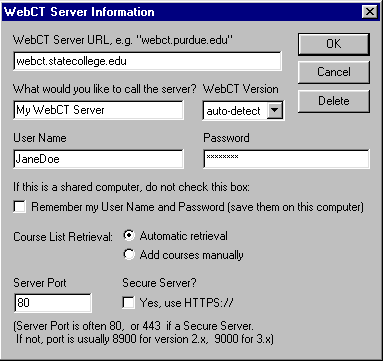 WebCT Server Information
WebCT Server URL, e.g. "webct.purdue.edu"
OK
webct.statecollege.edu
Cancel
What would you like to call the server? WebCT Version
My WebCT Server
auto-detect
Delete
User Name
Password
JaneDoe
********
If this is a shared computer, do not check this box:
Remember my User Name and Password (save them on this computer)
Course List Retrieval:
Automatic retrieval
Add courses manually
Server Port
Secure Server?
80
Yes, use HTTPS://
(Server Port is often 80, or 443 if a Secure Server.
If not, port is usually 8900 for version 2.x, 9000 for 3.x)